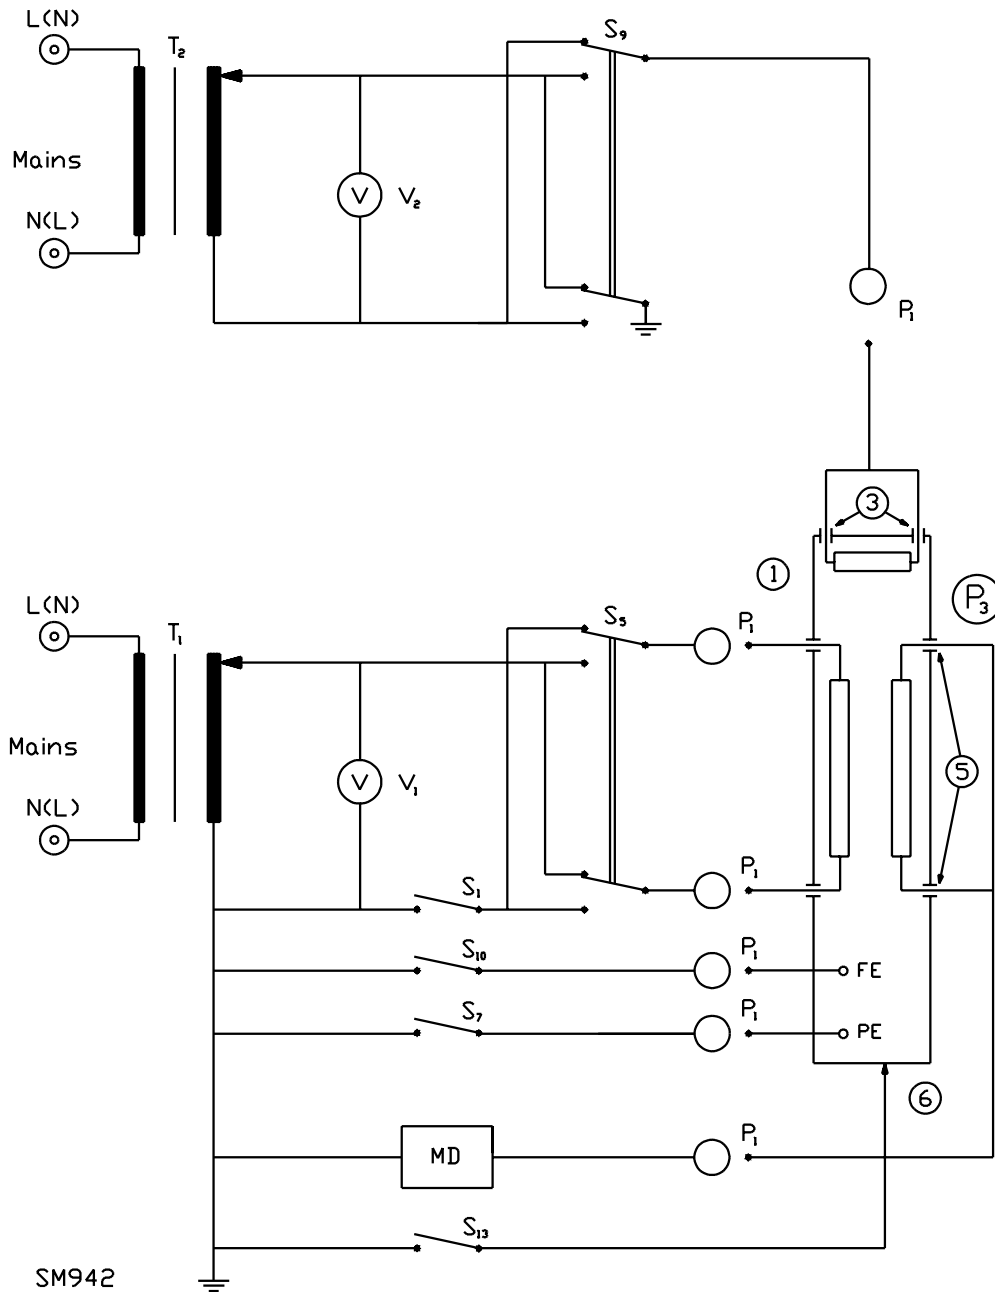 L(N)
T₂
S₉
Mains
V
V₂
N(L)
P₁
3
1
P₃
L(N)
T₁
S₅
P₁
Mains
V
V₁
5
N(L)
S₁
P₁
S₁₀
P₁
FE
S₇
P₁
PE
6
MD
P₁
S₁₃
SM942